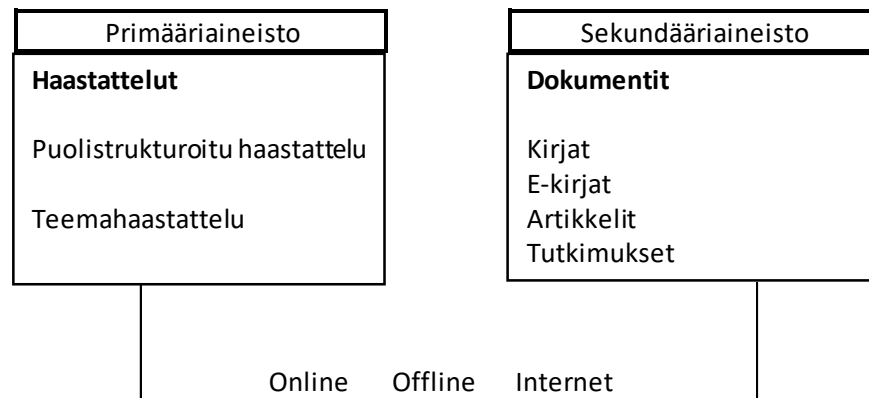 Primääriaineisto
Haastattelut
Puolistrukturoitu haastattelu
Teemahaastattelu
Sekundääriaineisto
Dokumentit
Kirjat
E-kirjat
Artikkelit
Tutkimukset
Online Offline Internet